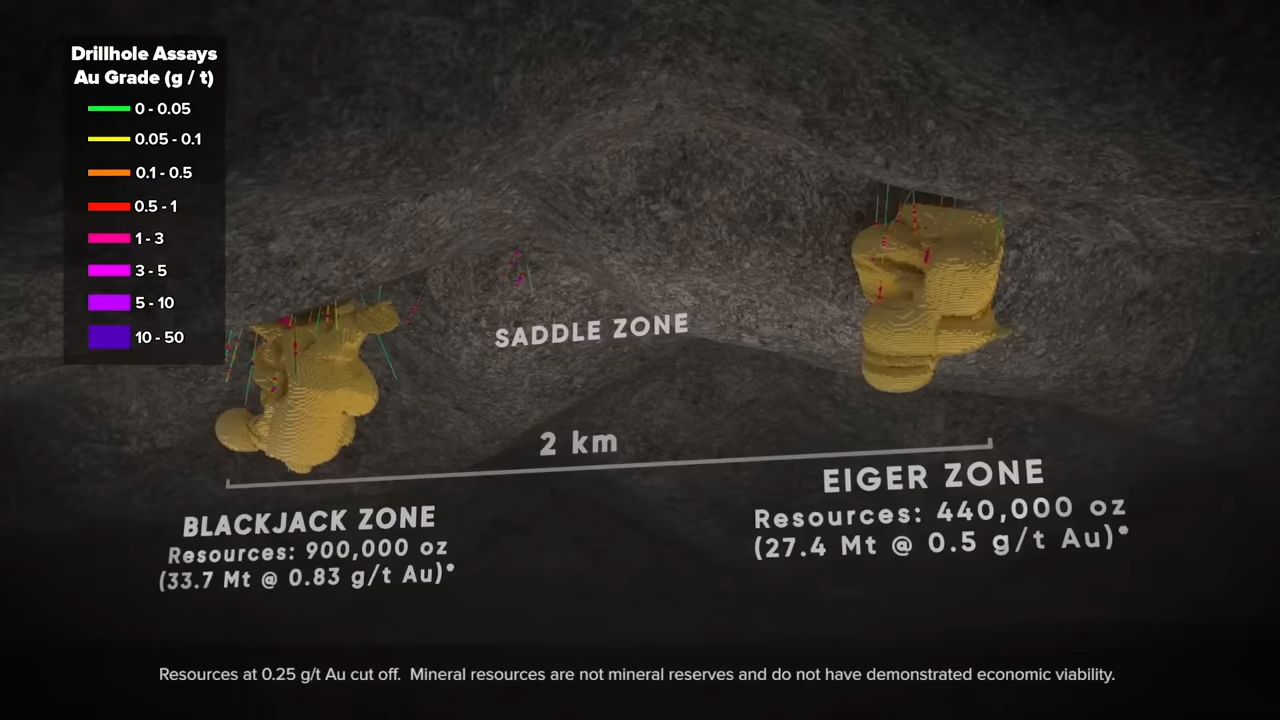 Drillhole Assays
Au Grade (g / t)
0 - 0.05
0.05 - 0.1
0.1 - 0.5
0.5 - 1
1 - 3
3 - 5
5 - 10
10 - 50
SADDLE ZONE
2 km
BLACKJACK ZONE
Resources: 900,000 oz
(33.7 Mt @ 0.83 g/t Au)*
EIGER ZONE
Resources: 440,000 oz
(27.4 Mt @ 0.5 g/t Au)*
Resources at 0.25 g/t Au cut off. Mineral resources are not mineral reserves and do not have demonstrated economic viability.